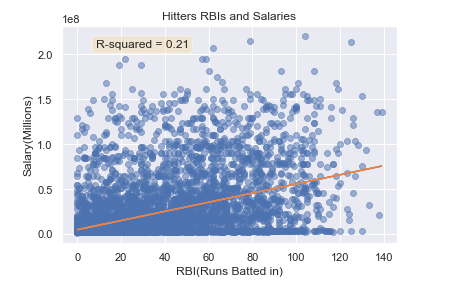 Hitters RBIs and Salaries
1e8
R-squared = 0.21
2.0
1.5
1.0
0.5
0.0
Salary(Millions)
0 20 40 60 80 100 120 140
RBI(Runs Batted in)